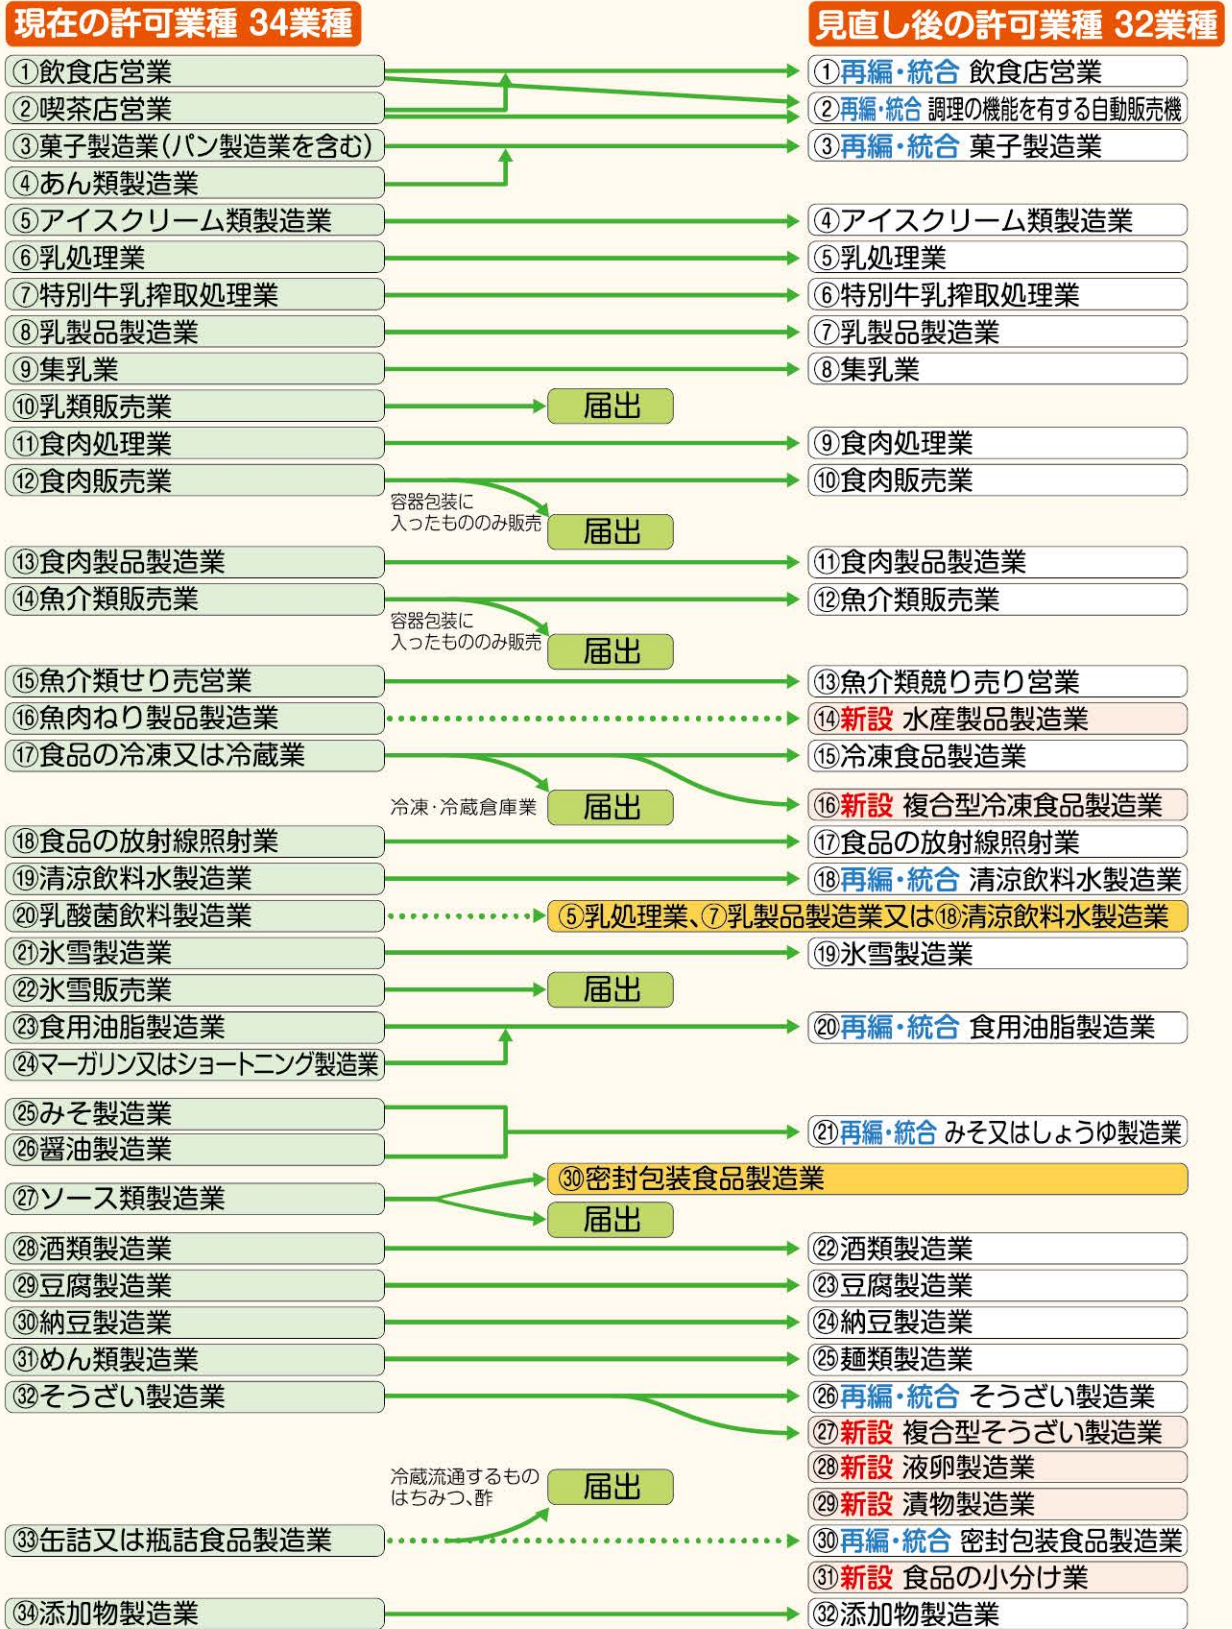 現在の許可業種 34業種
見直し後の許可業種 32業種
①飲食店営業
①再編・統合 飲食店営業
②喫茶店営業
②再編・統合 調理の機能を有する自動販売機
③菓子製造業(パン製造業を含む)
③再編・統合 菓子製造業
④あん類製造業
⑤アイスクリーム類製造業
④アイスクリーム類製造業
⑥乳処理業
⑤乳処理業
⑦特別牛乳搾取処理業
⑥特別牛乳搾取処理業
⑧乳製品製造業
⑦乳製品製造業
⑨集乳業
⑧集乳業
⑩乳類販売業
届出
⑪食肉処理業
⑨食肉処理業
⑫食肉販売業
⑩食肉販売業
容器包装に
入ったもののみ販売
届出
⑬食肉製品製造業
⑪食肉製品製造業
⑭魚介類販売業
⑫魚介類販売業
容器包装に
入ったもののみ販売
届出
⑮魚介類せり売営業
⑬魚介類競り売り営業
⑯魚肉ねり製品製造業
⑭新設 水産製品製造業
⑰食品の冷凍又は冷蔵業
⑮冷凍食品製造業
冷凍・冷蔵倉庫業
届出
⑯新設 複合型冷凍食品製造業
⑱食品の放射線照射業
⑰食品の放射線照射業
⑲清涼飲料水製造業
⑱再編・統合 清涼飲料水製造業
⑳乳酸菌飲料製造業
⑤乳処理業、⑦乳製品製造業又は⑱清涼飲料水製造業
㉑氷雪製造業
⑲氷雪製造業
㉒氷雪販売業
届出
㉓食用油脂製造業
⑳再編・統合 食用油脂製造業
㉔マーガリン又はショートニング製造業
㉕みそ製造業
㉑再編・統合 みそ又はしょうゆ製造業
㉖醤油製造業
㉚密封包装食品製造業
㉗ソース類製造業
届出
㉘酒類製造業
㉒酒類製造業
㉙豆腐製造業
㉓豆腐製造業
㉚納豆製造業
㉔納豆製造業
㉛めん類製造業
㉕麺類製造業
㉜そうざい製造業
㉖再編・統合 そうざい製造業
㉗新設 複合型そうざい製造業
㉘新設 液卵製造業
冷蔵流通するもの
はちみつ、酢
届出
㉙新設 漬物製造業
㉝缶詰又は瓶詰食品製造業
㉚再編・統合 密封包装食品製造業
㉛新設 食品の小分け業
㉞添加物製造業
㉜添加物製造業